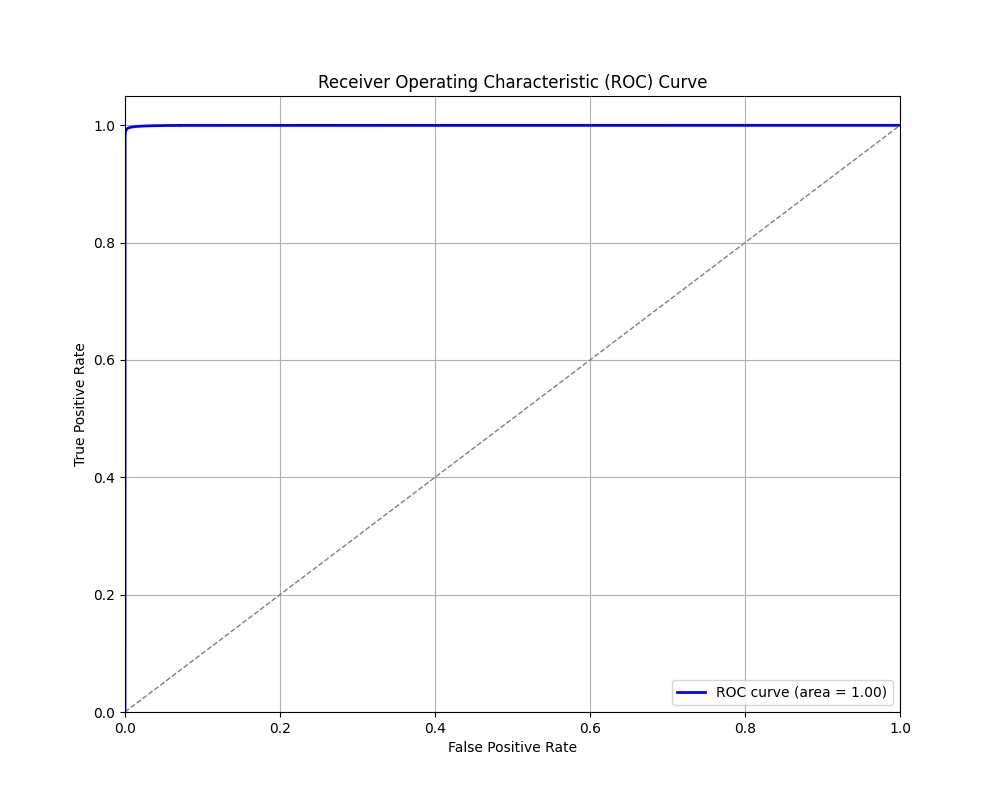 Receiver Operating Characteristic (ROC) Curve
1.0
0.8
0.6
0.4
0.2
0.0
True Positive Rate
ROC curve (area = 1.00)
0.0 0.2 0.4 0.6 0.8 1.0
False Positive Rate